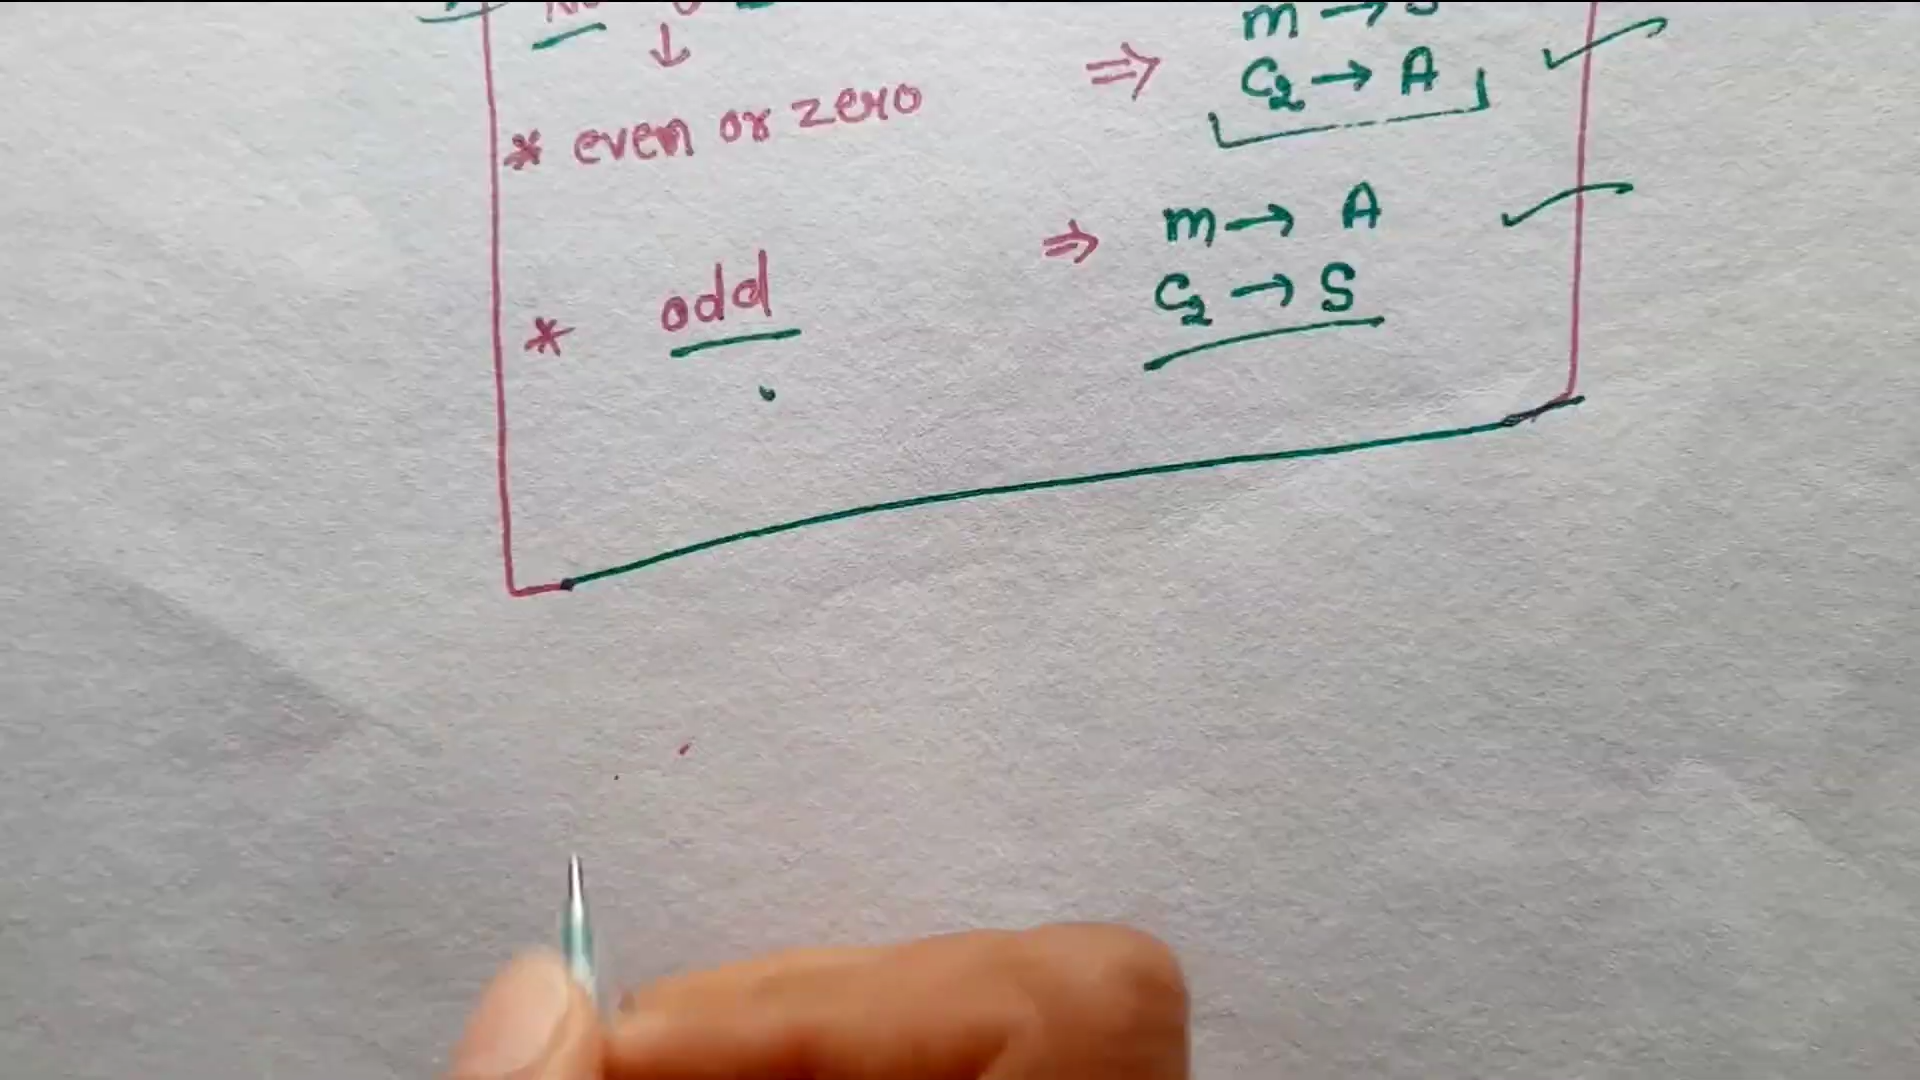 m → S
⇒ C₂ → A
* even or zero
⇒ m → A
C₂ → S
* odd